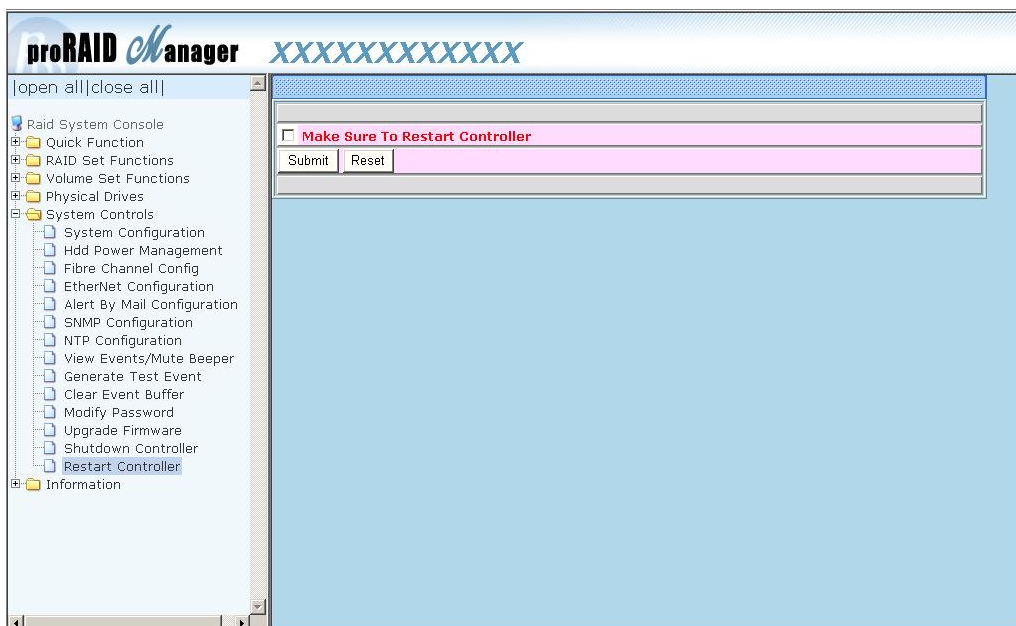 proRAID Manager XXXXXXXXXXXX
|open all|close all|
Raid System Console
Quick Function
RAID Set Functions
Volume Set Functions
Physical Drives
System Controls
System Configuration
Hdd Power Management
Fibre Channel Config
EtherNet Configuration
Alert By Mail Configuration
SNMP Configuration
NTP Configuration
View Events/Mute Beeper
Generate Test Event
Clear Event Buffer
Modify Password
Upgrade Firmware
Shutdown Controller
Restart Controller
Information
Make Sure To Restart Controller
Submit Reset